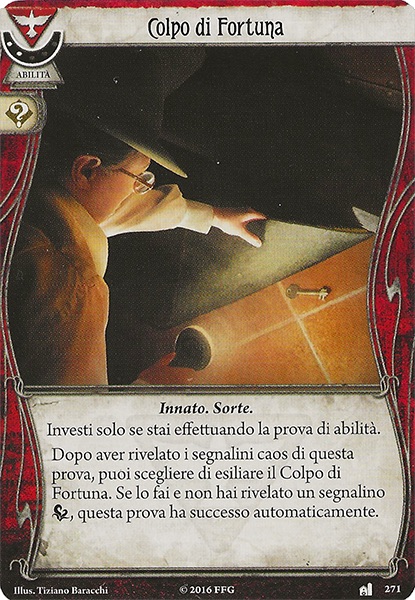 Colpo di Fortuna
ABILITÀ
?
Innato. Sorte.
Investi solo se stai effettuando la prova di abilità.
Dopo aver rivelato i segnalini caos di questa
prova, puoi scegliere di esiliare il Colpo di
Fortuna. Se lo fai e non hai rivelato un segnalino
, questa prova ha successo automaticamente.
Illus. Tiziano Baracchi
© 2016 FFG
271